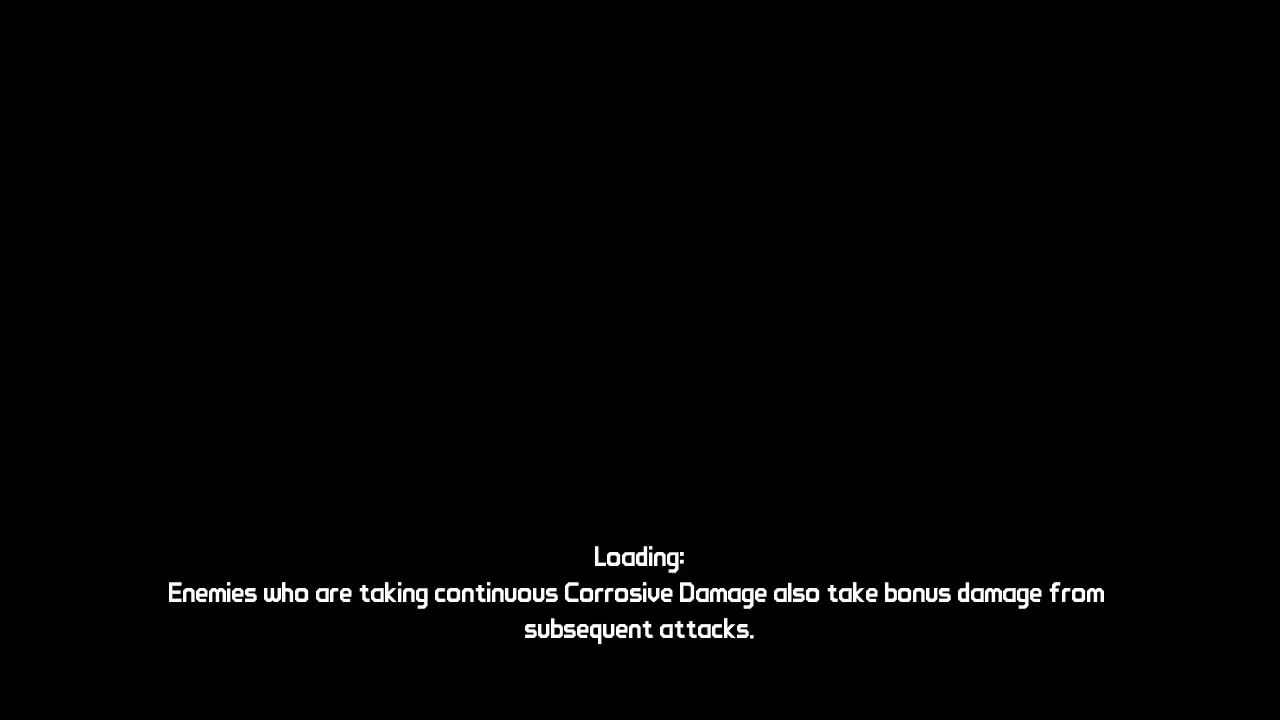 Loading:
Enemies who are taking continuous Corrosive Damage also take bonus damage from
subsequent attacks.